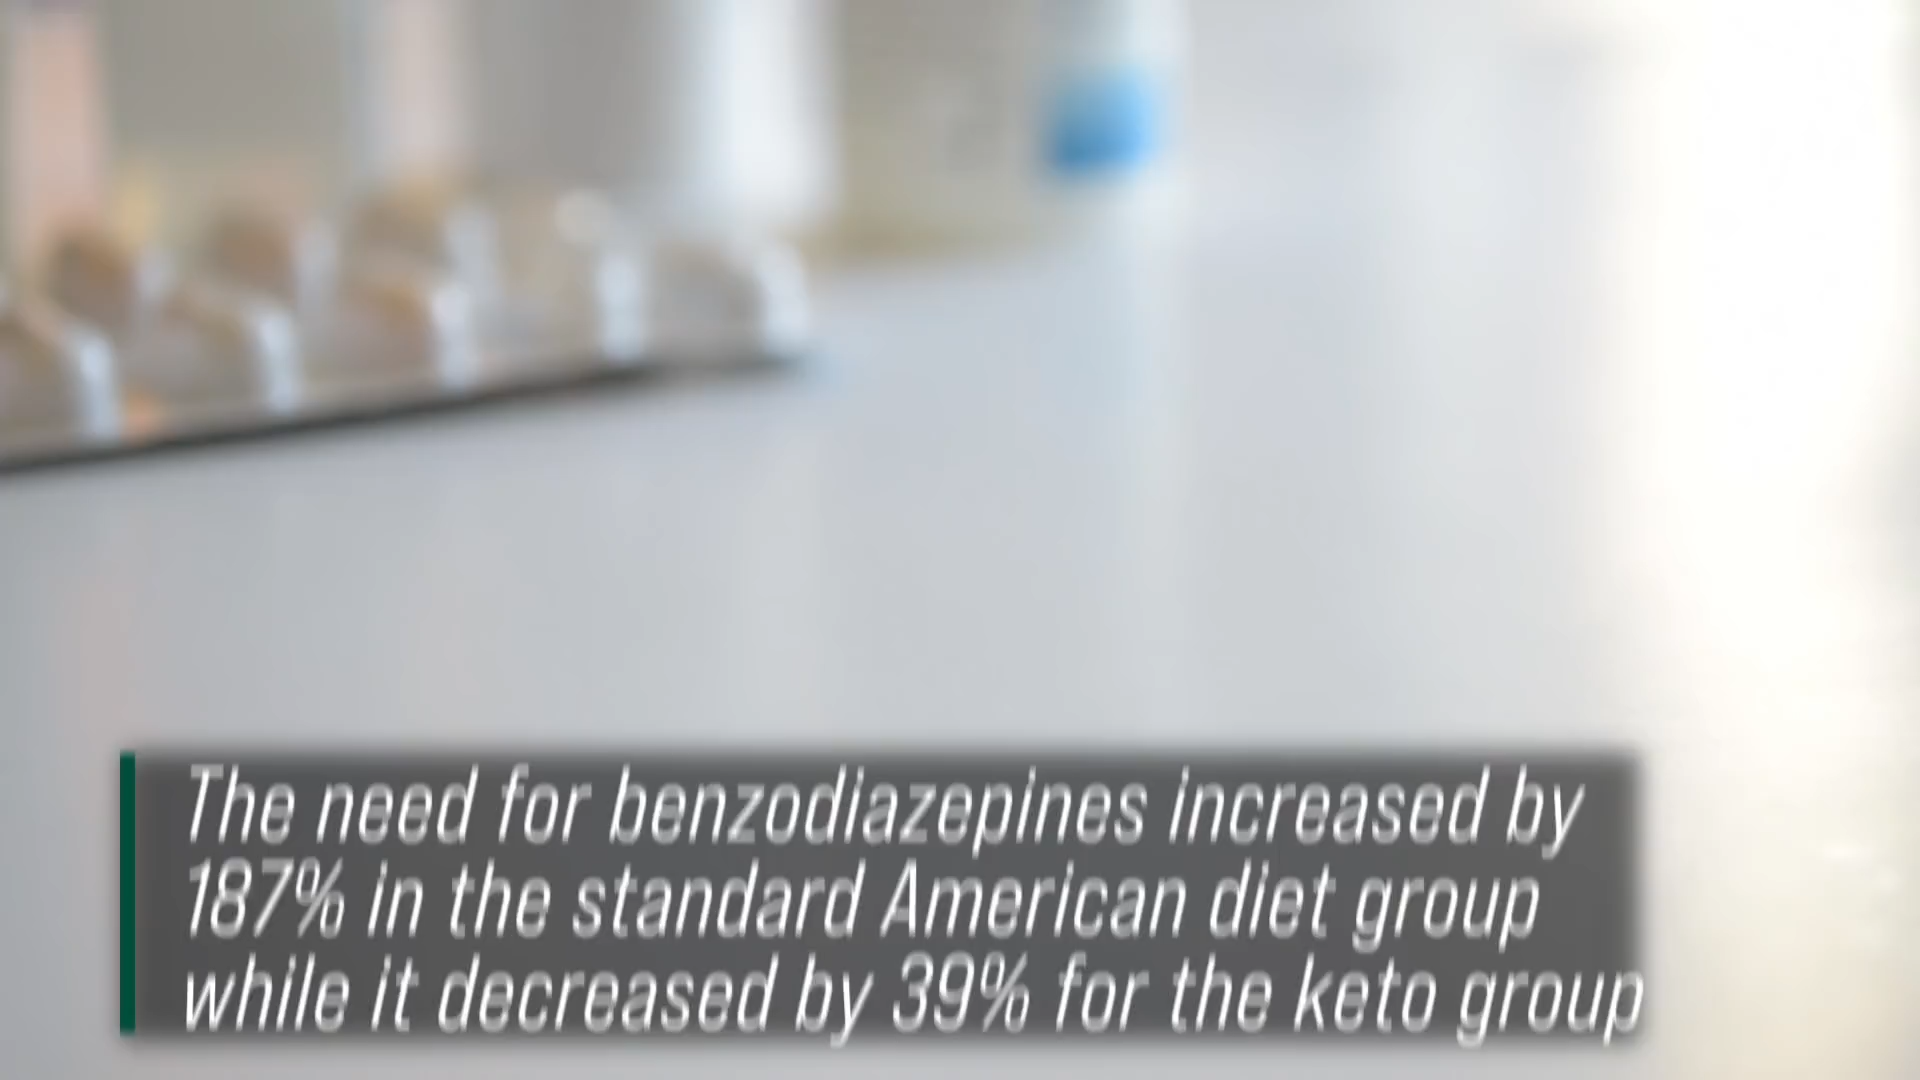 The need for benzodiazepines increased by
187% in the standard American diet group
while it decreased by 39% for the keto group